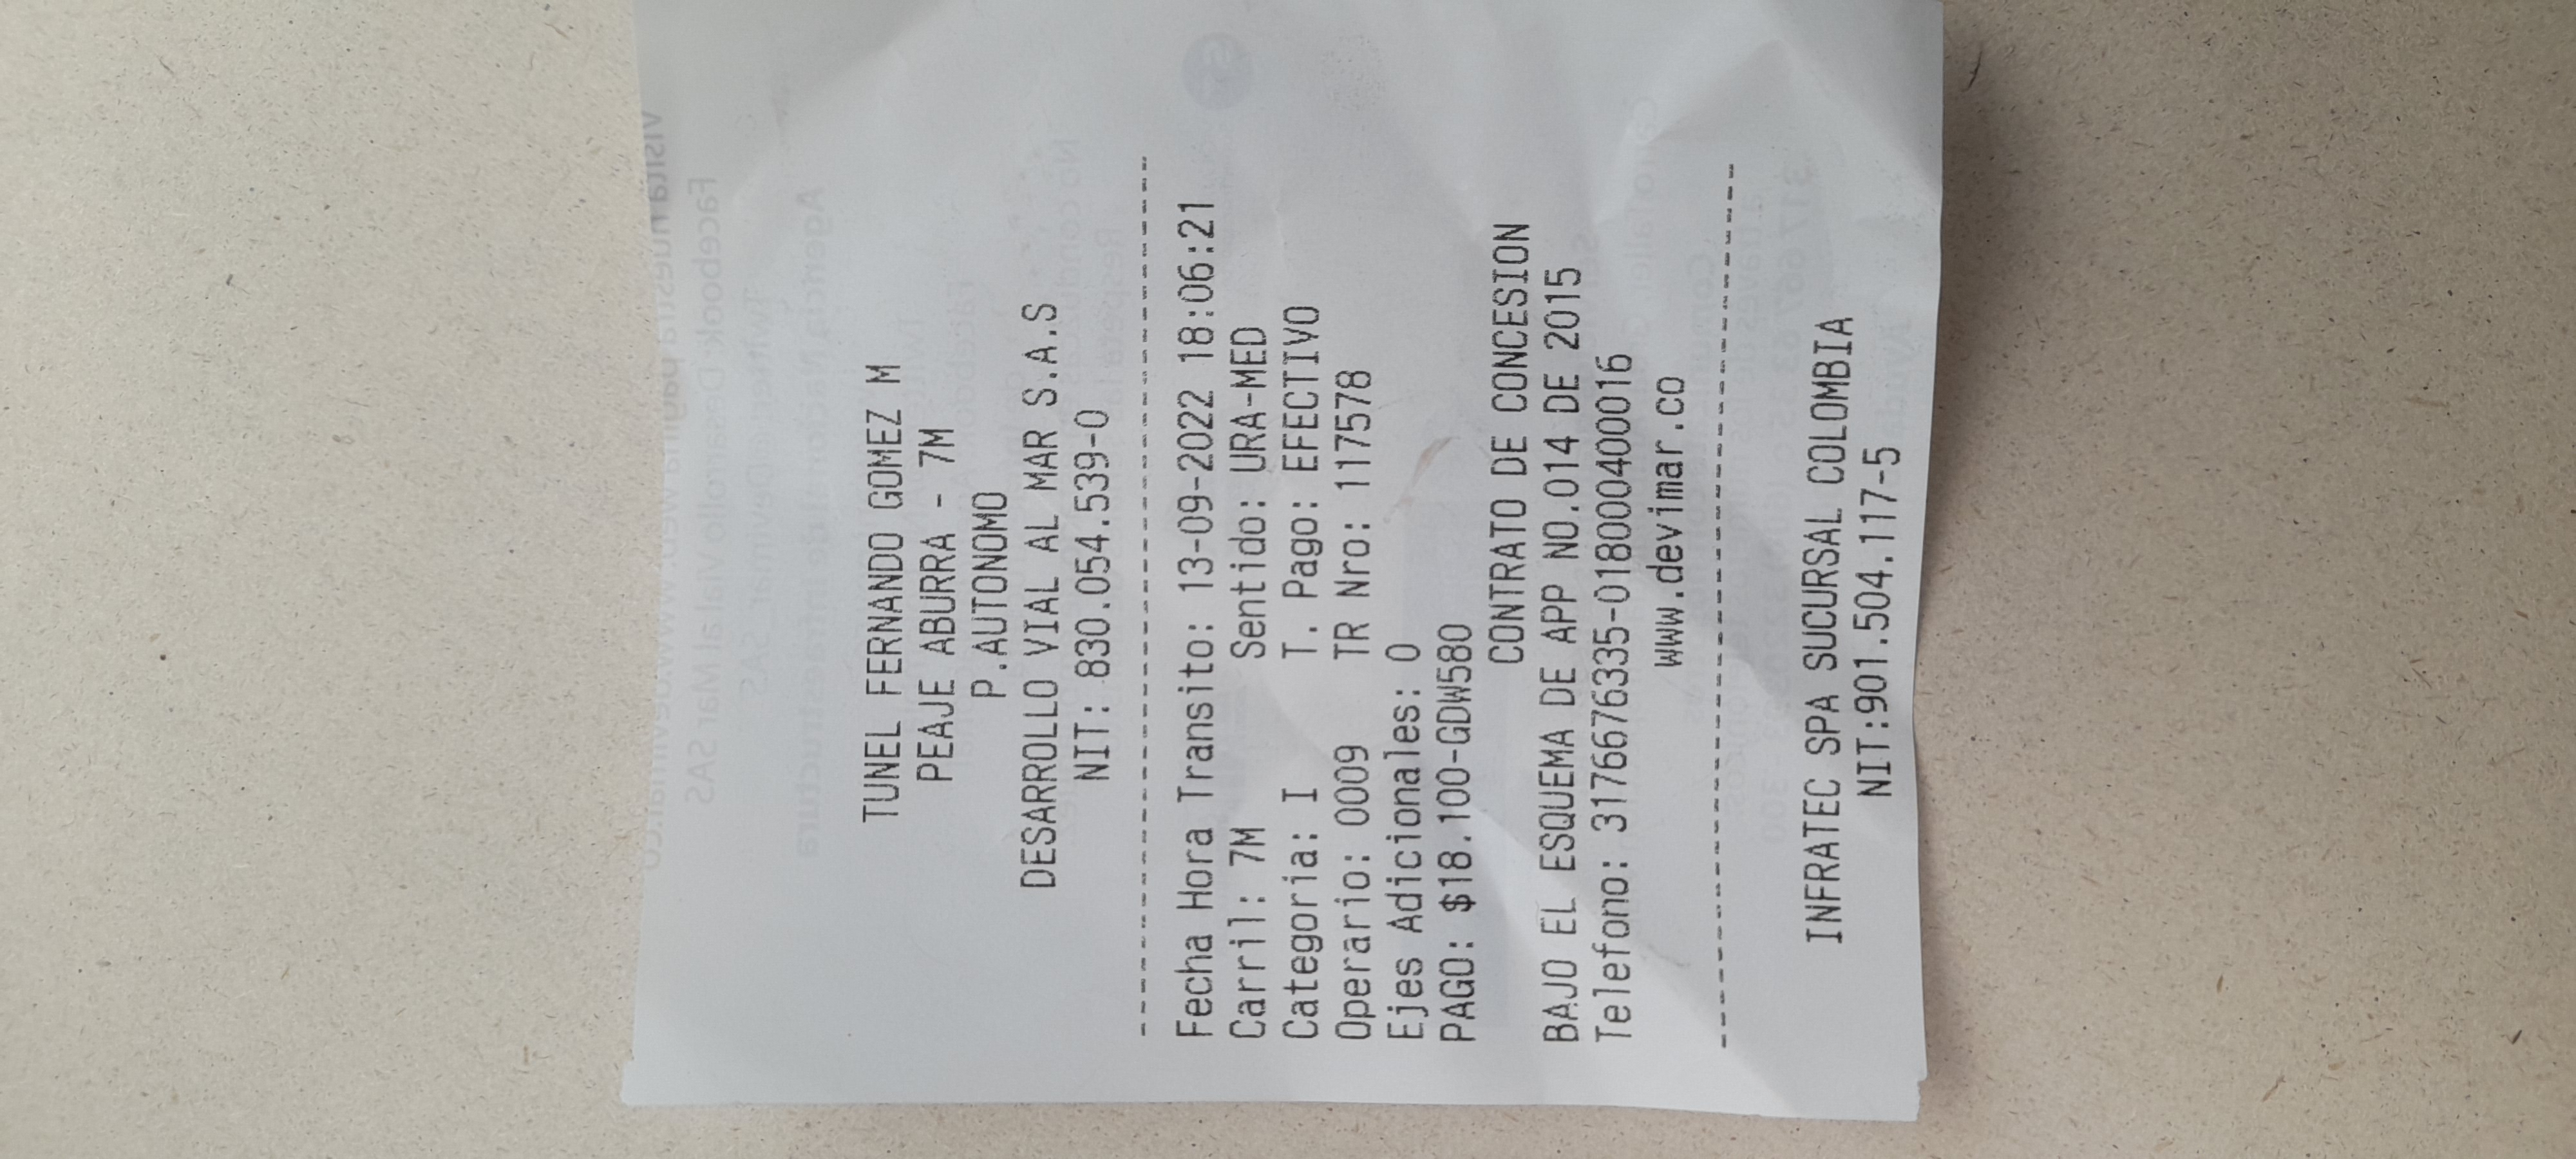 TUNEL FERNANDO GOMEZ M
PEAJE ABURRA - 7M
P.AUTONOMO
DESARROLLO VIAL AL MAR S.A.S
NIT: 830.054.539-0
Fecha Hora Transito: 13-09-2022 18:06:21
Carril: 7M Sentido: URA-MED
Categoria: I T. Pago: EFECTIVO
Operario: 0009 TR Nro: 117578
Ejes Adicionales: 0
PAGO: $18.100-GDW580
CONTRATO DE CONCESION
BAJO EL ESQUEMA DE APP NO.014 DE 2015
Telefono: 3176676335-018000400016
www.devimar.co
INFRATEC SPA SUCURSAL COLOMBIA
NIT:901.504.117-5